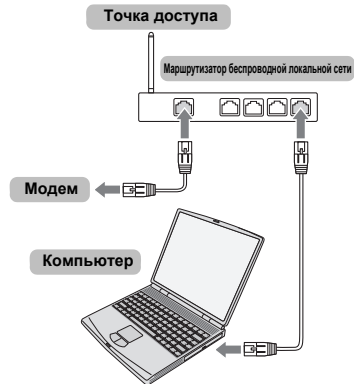 Точка доступа
Маршрутизатор беспроводной локальной сети
Модем
Компьютер